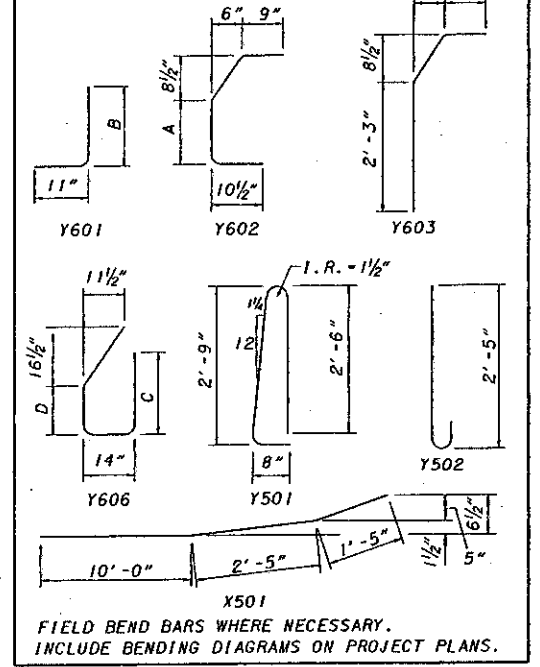 6" 9"
8½"
A
10½"
Y602
B
11"
Y601
8½"
2'-3"
Y603
11½"
16½"
D
C
14"
Y606
I.R.=1½"
1¼
12
2'-9"
2'-6"
8"
Y501
2'-5"
Y502
10'-0"
2'-5"
1'-5"
1½"
6½"
5"
X501
FIELD BEND BARS WHERE NECESSARY.
INCLUDE BENDING DIAGRAMS ON PROJECT PLANS.